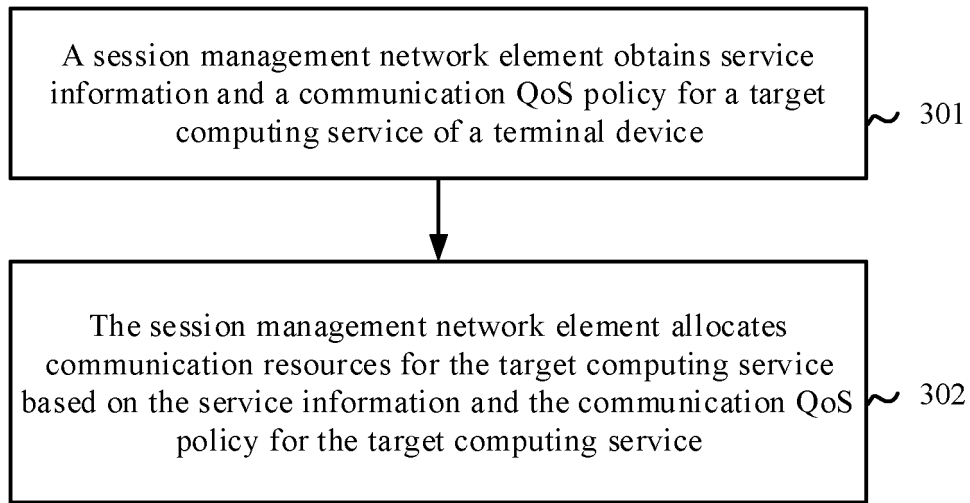 A session management network element obtains service
information and a communication QoS policy for a target
computing service of a terminal device
301
The session management network element allocates
communication resources for the target computing service
based on the service information and the communication QoS
policy for the target computing service
302